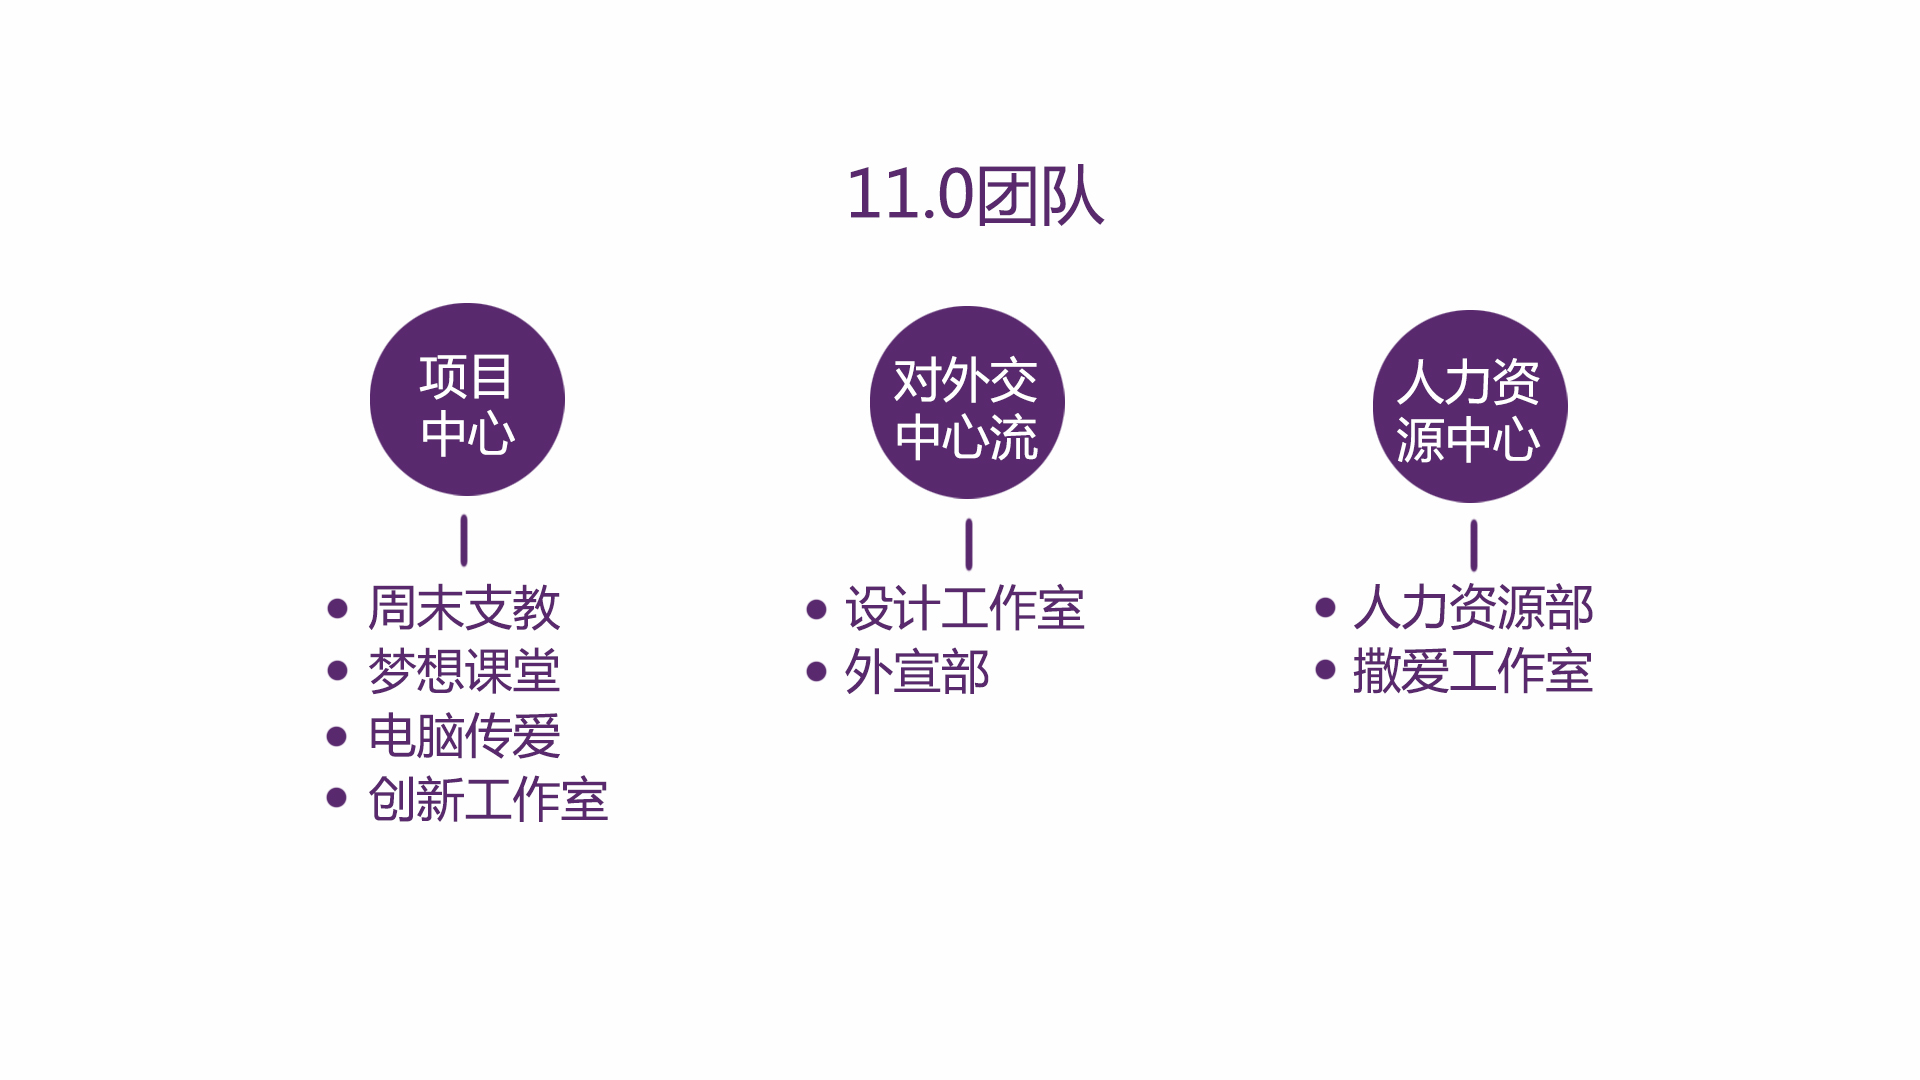 11.0团队
项目
中心
对外交
中心流
人力资
源中心
周末支教
梦想课堂
电脑传爱
创新工作室
设计工作室
外宣部
人力资源部
撒爱工作室